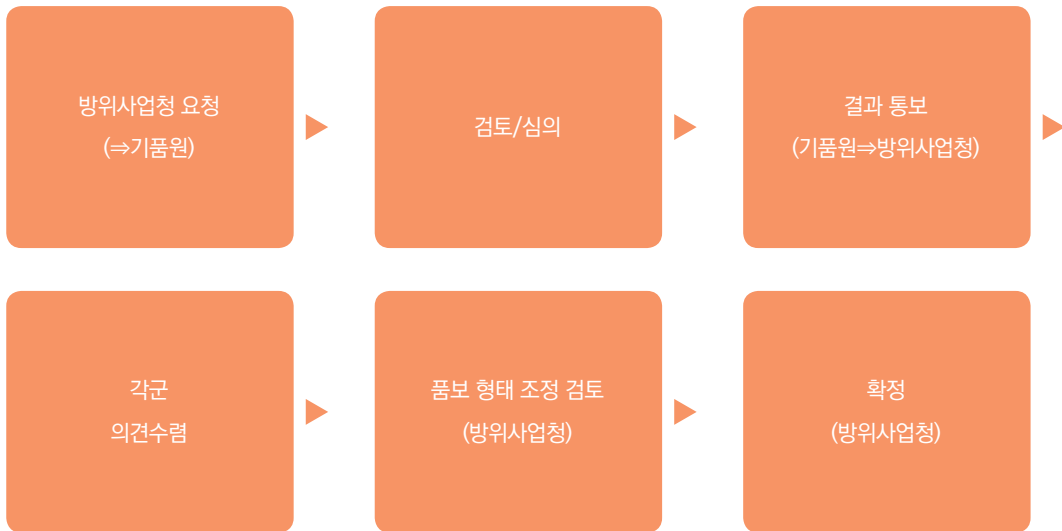 방위사업청 요청
(⇒기품원)
검토/심의
결과 통보
(기품원⇒방위사업청)
각군
의견수렴
품보 형태 조정 검토
(방위사업청)
확정
(방위사업청)